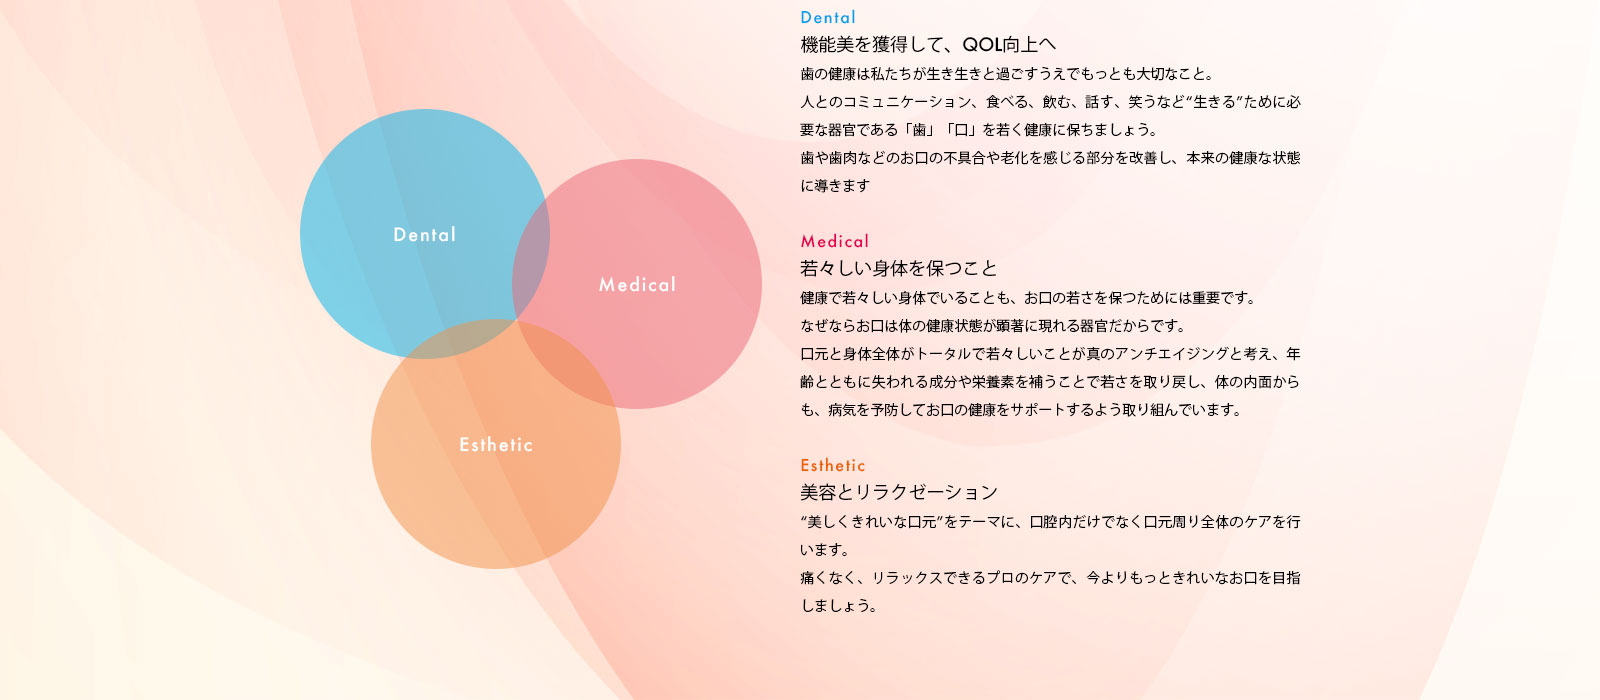 Dental
Medical
Esthetic
Dental
機能美を獲得して、QOL向上へ
歯の健康は私たちが生き生きと過ごすうえでもっとも大切なこと。
人とのコミュニケーション、食べる、飲む、話す、笑うなど“生きる”ために必
要な器官である「歯」「口」を若く健康に保ちましょう。
歯や歯肉などのお口の不具合や老化を感じる部分を改善し、本来の健康な状態
に導きます
Medical
若々しい身体を保つこと
健康で若々しい身体でいることも、お口の若さを保つためには重要です。
なぜならお口は体の健康状態が顕著に現れる器官だからです。
口元と身体全体がトータルで若々しいことが真のアンチエイジングと考え、年
齢とともに失われる成分や栄養素を補うことで若さを取り戻し、体の内面から
も、病気を予防してお口の健康をサポートするよう取り組んでいます。
Esthetic
美容とリラクゼーション
“美しくきれいな口元”をテーマに、口腔内だけでなく口元周り全体のケアを行
います。
痛くなく、リラックスできるプロのケアで、今よりもっときれいなお口を目指
しましょう。